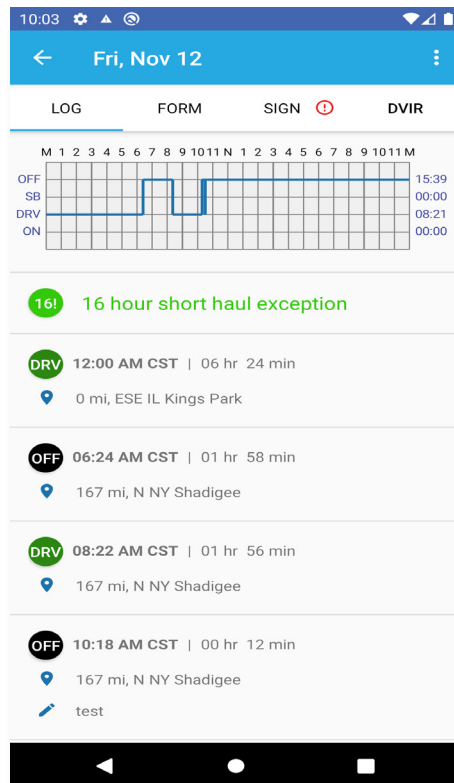 10:03
Fri, Nov 12
LOG FORM SIGN DVIR
M 1 2 3 4 5 6 7 8 9 10 11 N 1 2 3 4 5 6 7 8 9 10 11 M
OFF 15:39
SB 00:00
DRV 08:21
ON 00:00
16! 16 hour short haul exception
DRV 12:00 AM CST | 06 hr 24 min
0 mi, ESE IL Kings Park
OFF 06:24 AM CST | 01 hr 58 min
167 mi, N NY Shadigee
DRV 08:22 AM CST | 01 hr 56 min
167 mi, N NY Shadigee
OFF 10:18 AM CST | 00 hr 12 min
167 mi, N NY Shadigee
test